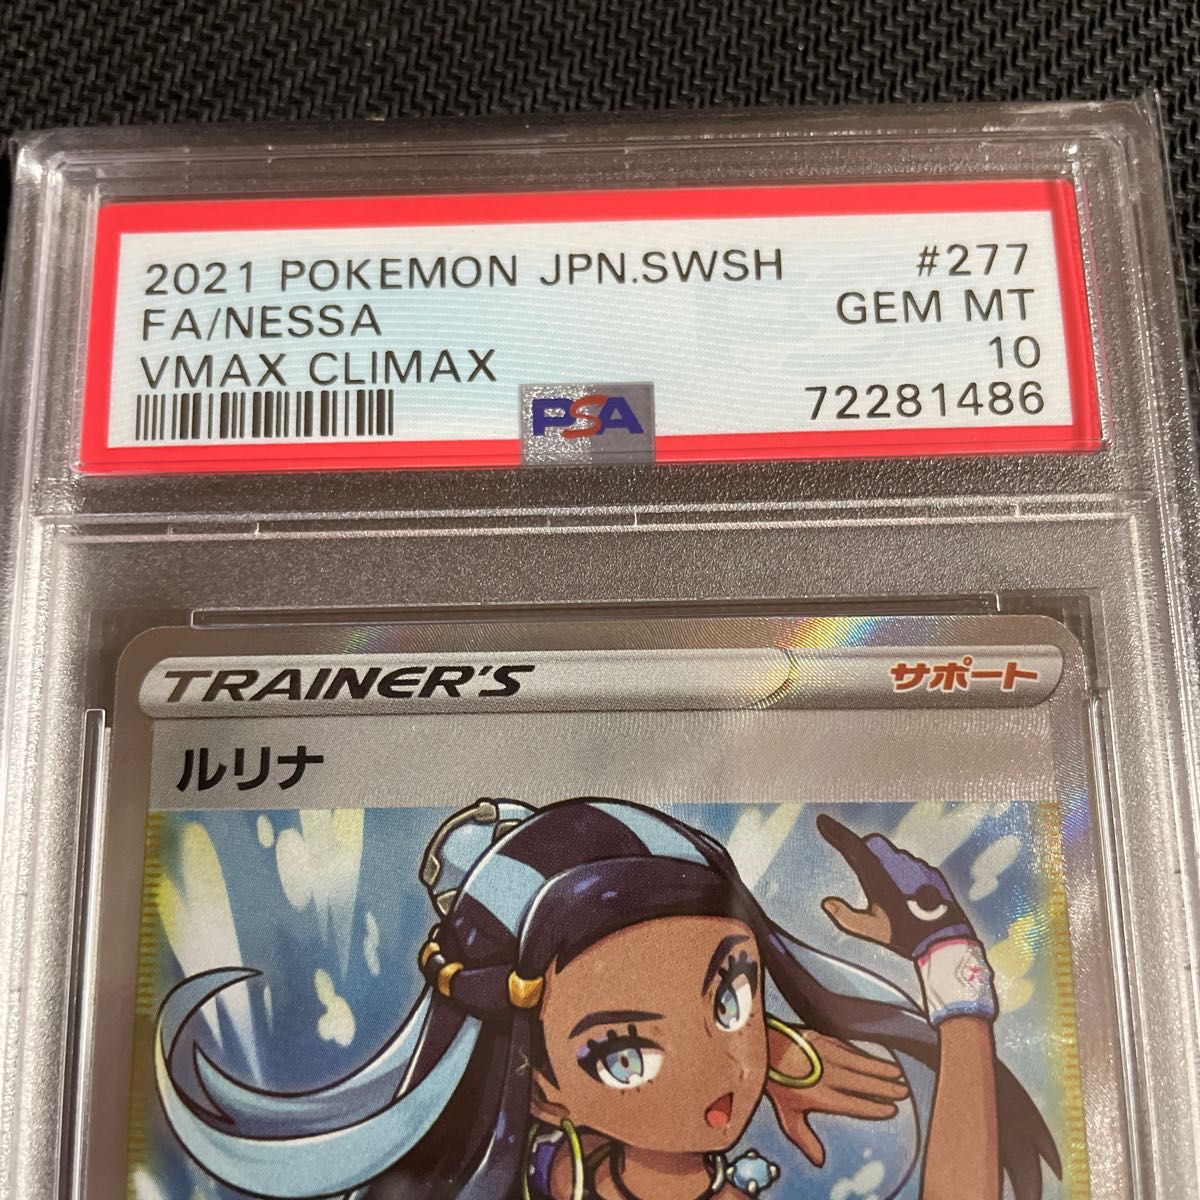 2021 POKEMON JPN.SWSH #277
FA/NESSA GEM MT
VMAX CLIMAX 10
PSA 72281486
TRAINER'S サポート
ルリナ